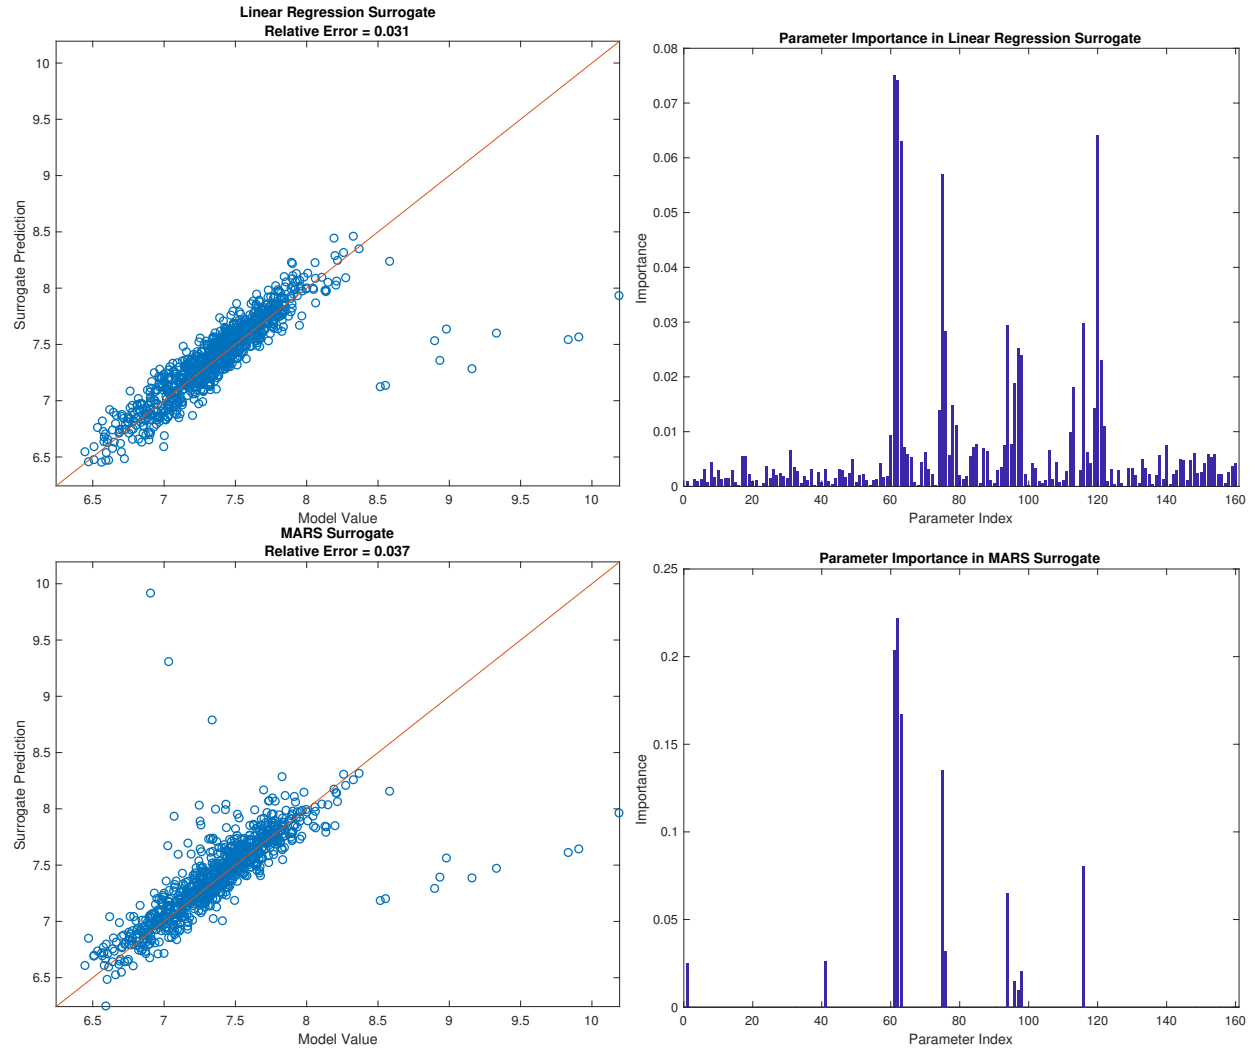 Linear Regression Surrogate
Relative Error = 0.031
10
9.5
9
8.5
8
7.5
7
6.5
Surrogate Prediction
6.5 7 7.5 8 8.5 9 9.5 10
Model Value
Parameter Importance in Linear Regression Surrogate
0.08
0.07
0.06
0.05
0.04
0.03
0.02
0.01
0
Importance
0 20 40 60 80 100 120 140 160
Parameter Index
MARS Surrogate
Relative Error = 0.037
10
9.5
9
8.5
8
7.5
7
6.5
Surrogate Prediction
6.5 7 7.5 8 8.5 9 9.5 10
Model Value
Parameter Importance in MARS Surrogate
0.25
0.2
0.15
0.1
0.05
0
Importance
0 20 40 60 80 100 120 140 160
Parameter Index